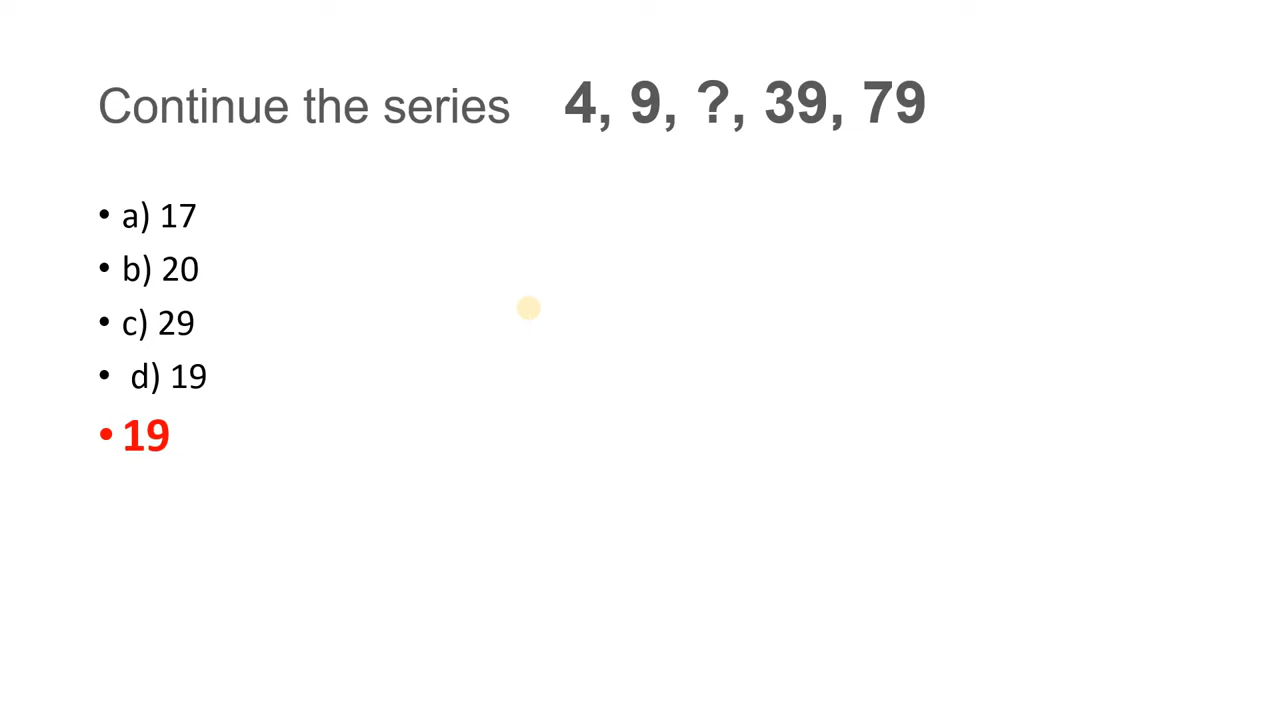 Continue the series 4, 9, ?, 39, 79
• a) 17
• b) 20
• c) 29
• d) 19
• 19